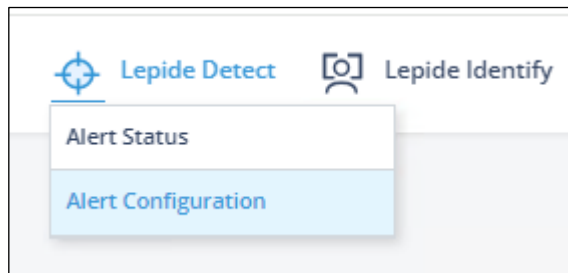 Lepide Detect Lepide Identify
Alert Status
Alert Configuration